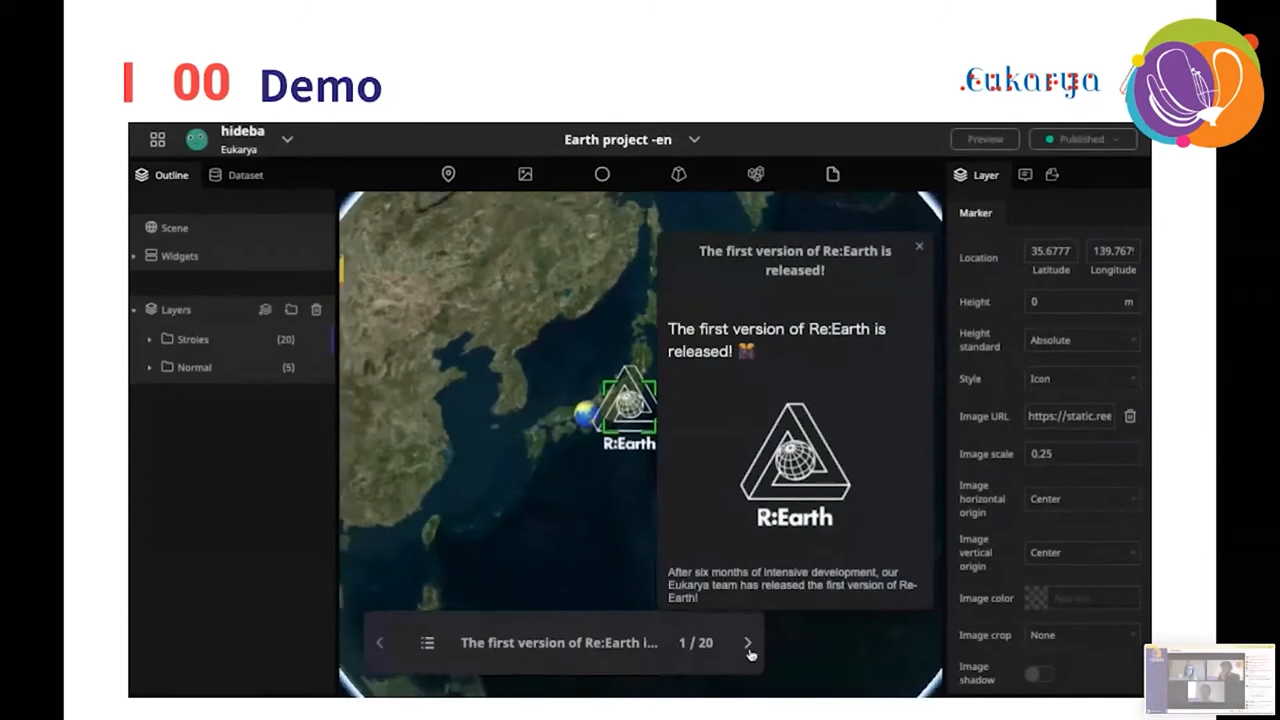 00 Demo
Eukarya
hideba
Eukarya
Earth project -en
Preview
Published
Outline
Dataset
Layer
Scene
Widgets
Layers
Stroies (20)
Normal (5)
The first version of Re:Earth is
released!
The first version of Re:Earth is
released!
R:Earth
After six months of intensive development, our
Eukarya team has released the first version of Re-
Earth!
R:Earth
The first version of Re:Earth i... 1 / 20
Marker
Location
35.6777
139.767
Latitude
Longitude
Height
0
m
Height
standard
Absolute
Style
Icon
Image URL
https://static.ree
Image scale
0.25
Image
horizontal
origin
Center
Image
vertical
origin
Center
Image color
Image crop
None
Image
shadow